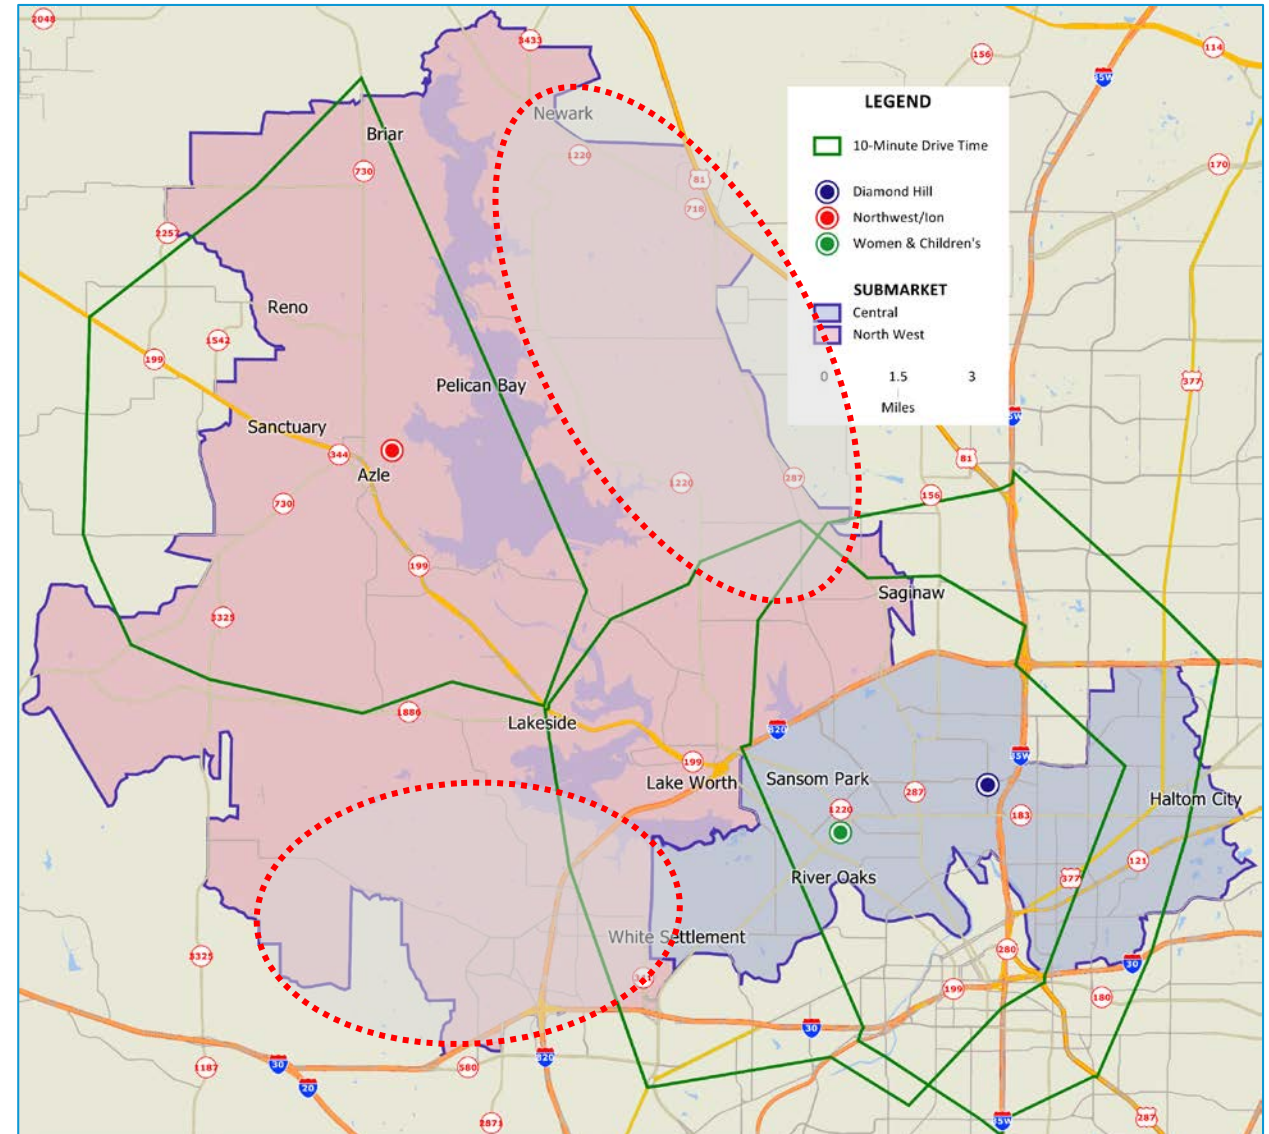 2048
3433
156
114
35W
LEGEND
Newark
Briar
10-Minute Drive Time
1220
170
730
81
Diamond Hill
718
Northwest/Ion
2257
Women & Children's
SUBMARKET
Reno
Central
North West
1542
199
0 1.5 3
Miles
377
Pelican Bay
Sanctuary
344
Azle
81
1220
287
156
730
199
Saginaw
3325
1886
Lakeside
820
35W
199
Lake Worth
Sansom Park
287
Haltom City
1220
183
121
River Oaks
377
White Settlement
3325
280
30
341
199
180
30
1187
30
20
580
820
2871
35W
287